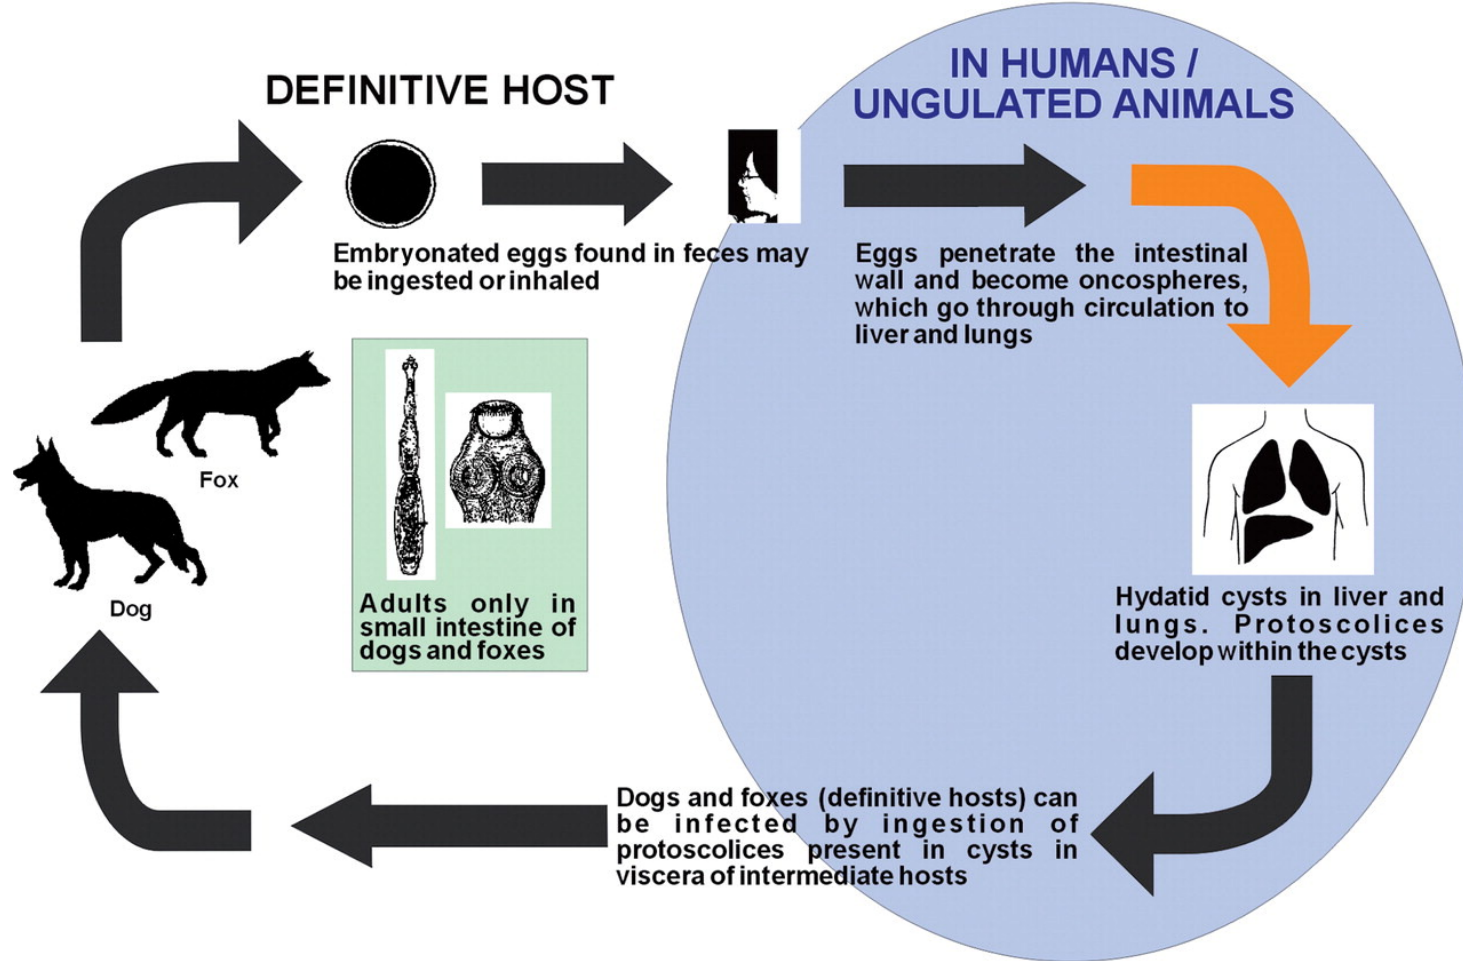 DEFINITIVE HOST
IN HUMANS /
UNGULATED ANIMALS
Embryonated eggs found in feces may
be ingested or inhaled
Eggs penetrate the intestinal
wall and become oncospheres,
which go through circulation to
liver and lungs
Fox
Dog
Adults only in
small intestine of
dogs and foxes
Hydatid cysts in liver and
lungs. Protoscolices
develop within the cysts
Dogs and foxes (definitive hosts) can
be infected by ingestion of
protoscolices present in cysts in
viscera of intermediate hosts